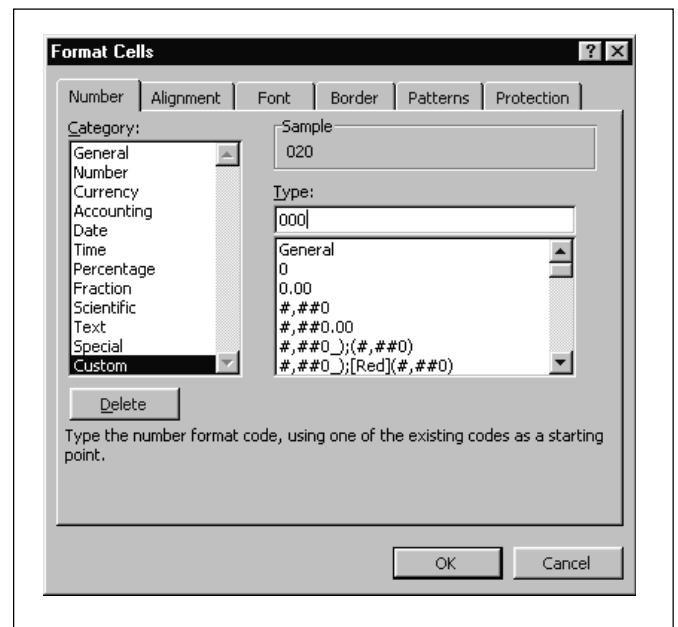 Format Cells
Number Alignment Font Border Patterns Protection
Category:
General
Number
Currency
Accounting
Date
Time
Percentage
Fraction
Scientific
Text
Special
Custom
Sample
020
Type:
000
General
0
0.00
#,##0
#,##0.00
#,##0_);(#,##0)
#,##0_);[Red](#,##0)
Delete
Type the number format code, using one of the existing codes as a starting
point.
OK Cancel